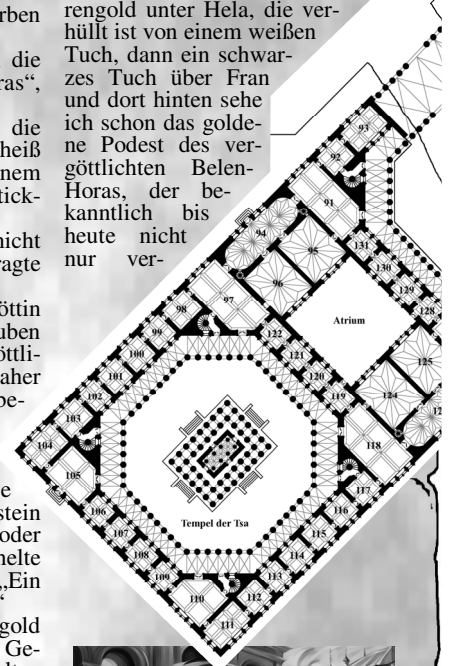 rben
die
ras“,
die
heiß
nem
tick-
nicht
ragte
öttin
uben
öttli-
aher
be-
e
stein
oder
nelte
„Ein
“
gold
Ge-
rengold unter Hela, die ver-
hüllt ist von einem weißen
Tuch, dann ein schwar-
zes Tuch über Fran
und dort hinten sehe
ich schon das golde-
ne Podest des ver-
göttlichten Belen-
Horas, der be-
kanntlich bis
heute nicht
nur ver-
93
92
91
94
95
96
97
98
99
100
101
102
103
104
105
106
107
108
109
110
111
112
113
114
115
116
117
118
119
120
121
122
124
125
128
129
130
131
Atrium
Tempel der Tsa